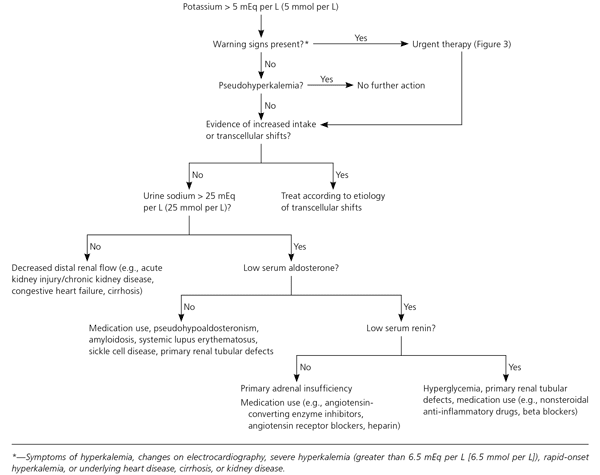 Potassium > 5 mEq per L (5 mmol per L)
Warning signs present?*
Yes
Urgent therapy (Figure 3)
No
Pseudohyperkalemia?
Yes
No further action
No
Evidence of increased intake
or transcellular shifts?
No
Yes
Urine sodium > 25 mEq
per L (25 mmol per L)?
Treat according to etiology
of transcellular shifts
No
Yes
Decreased distal renal flow (e.g., acute
kidney injury/chronic kidney disease,
congestive heart failure, cirrhosis)
Low serum aldosterone?
No
Yes
Medication use, pseudohypoaldosteronism,
amyloidosis, systemic lupus erythematosus,
sickle cell disease, primary renal tubular defects
Low serum renin?
No
Yes
Primary adrenal insufficiency
Medication use (e.g., angiotensin-
converting enzyme inhibitors,
angiotensin receptor blockers, heparin)
Hyperglycemia, primary renal tubular
defects, medication use (e.g., nonsteroidal
anti-inflammatory drugs, beta blockers)
*—Symptoms of hyperkalemia, changes on electrocardiography, severe hyperkalemia (greater than 6.5 mEq per L [6.5 mmol per L]), rapid-onset
hyperkalemia, or underlying heart disease, cirrhosis, or kidney disease.